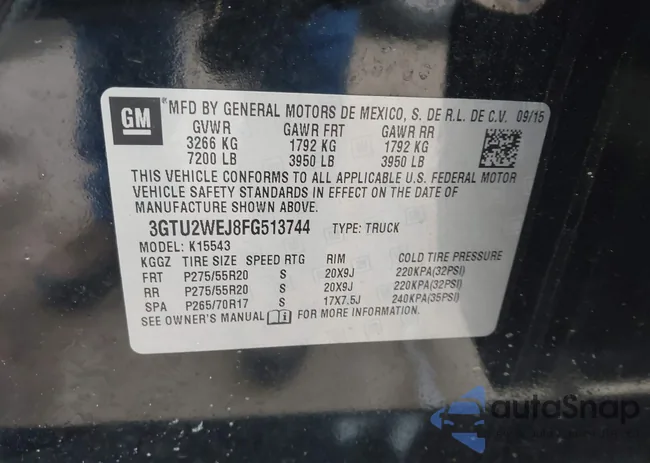 GM
® MFD BY GENERAL MOTORS DE MEXICO, S. DE R.L. DE C.V. 09/15
GVWR GAWR FRT GAWR RR
3266 KG 1792 KG 1792 KG
7200 LB 3950 LB 3950 LB
THIS VEHICLE CONFORMS TO ALL APPLICABLE U.S. FEDERAL MOTOR
VEHICLE SAFETY STANDARDS IN EFFECT ON THE DATE OF
MANUFACTURE SHOWN ABOVE.
3GTU2WEJ8FG513744 TYPE: TRUCK
MODEL: K15543
KGGZ TIRE SIZE SPEED RTG RIM COLD TIRE PRESSURE
FRT P275/55R20 S 20X9J 220KPA(32PSI)
RR P275/55R20 S 20X9J 220KPA(32PSI)
SPA P265/70R17 S 17X7.5J 240KPA(35PSI)
SEE OWNER'S MANUAL i FOR MORE INFORMATION.
autoSnap